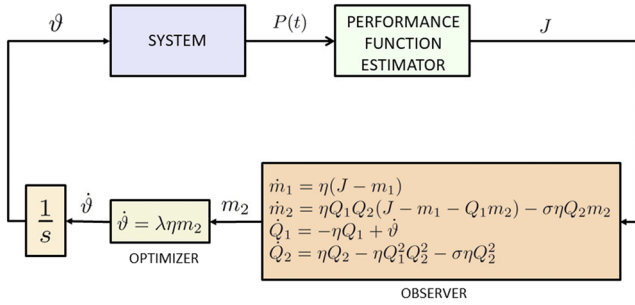 ϑ
SYSTEM
P(t)
PERFORMANCE
FUNCTION
ESTIMATOR
J
ṁ₁ = η(J − m₁)
ṁ₂ = ηQ₁Q₂(J − m₁ − Q₁m₂) − σηQ₂m₂
Q̇₁ = −ηQ₁ + ϑ̇
Q̇₂ = ηQ₂ − ηQ₁²Q₂² − σηQ₂²
OBSERVER
m₂
ϑ̇ = ληm₂
OPTIMIZER
ϑ̇
1
s